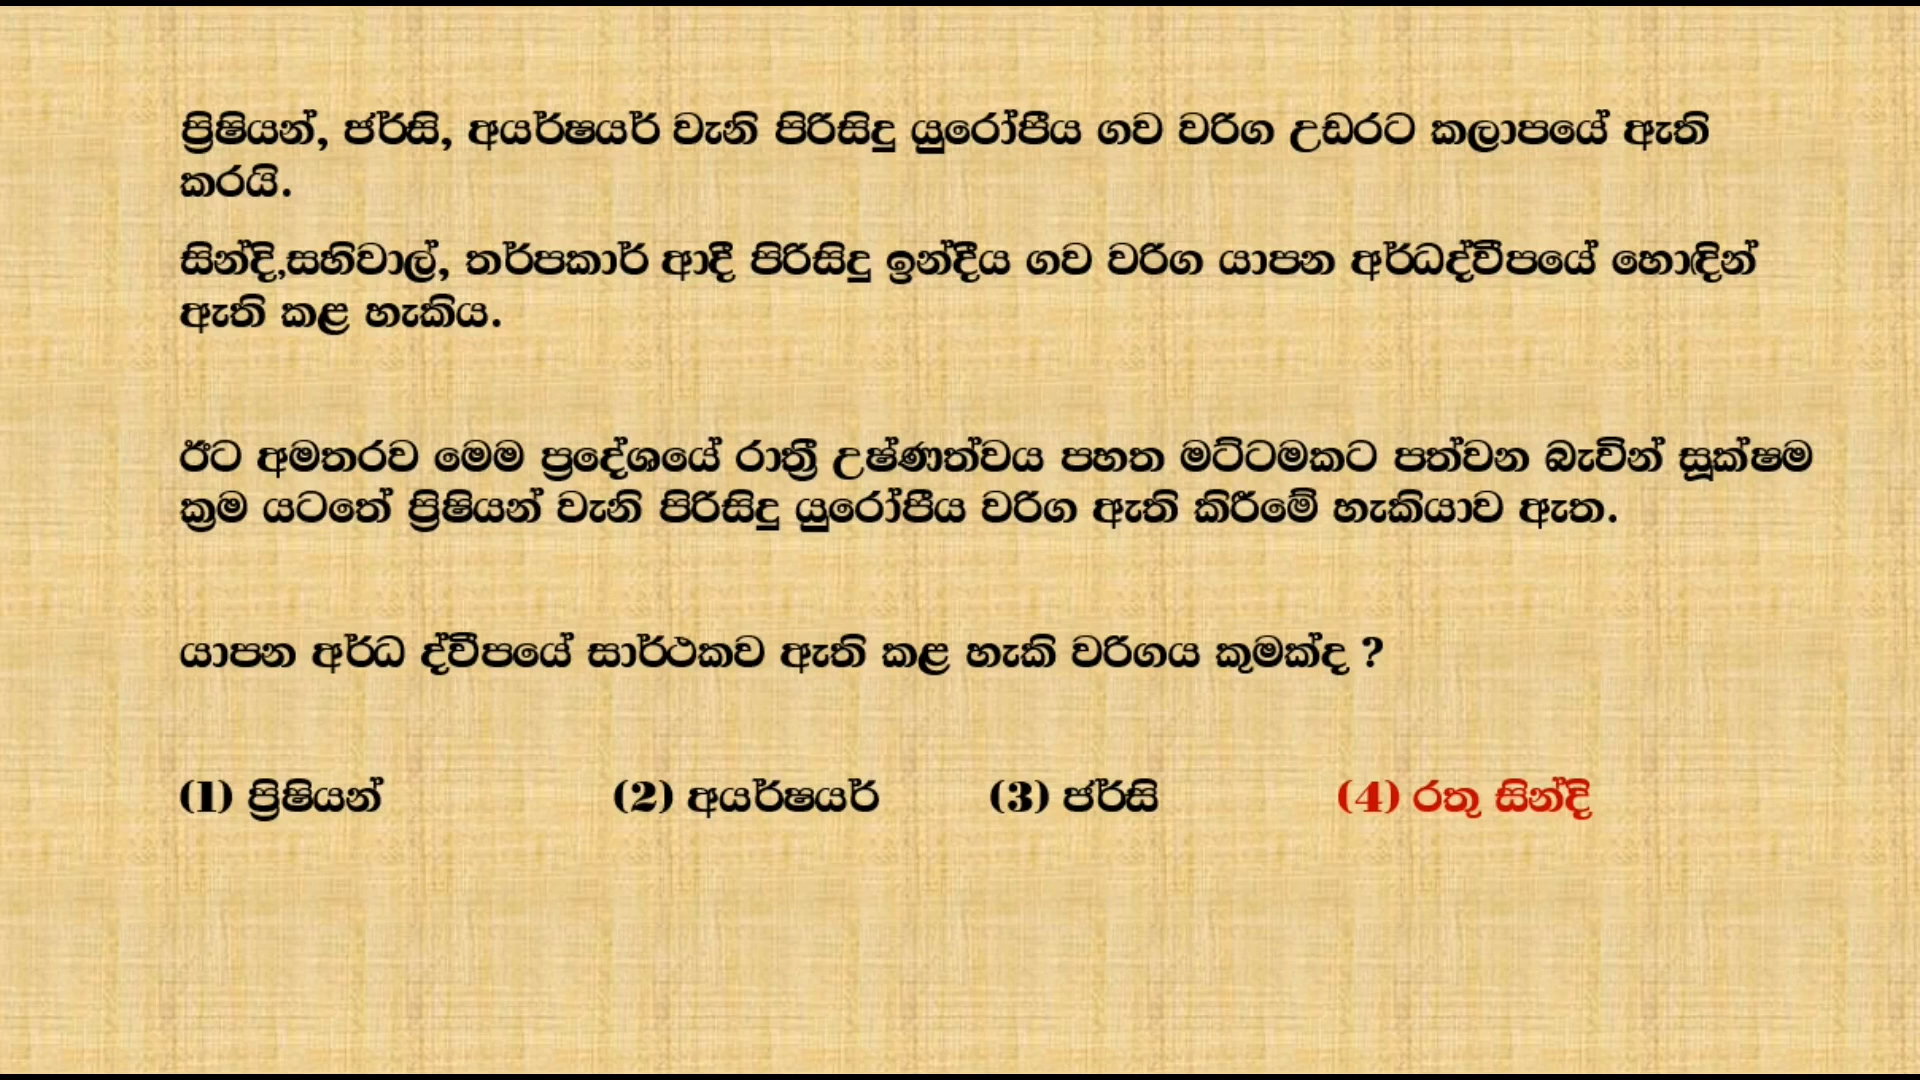 ප්‍රිෂියන්, ජර්සි, අයර්ෂයර් වැනි පිරිසිදු යුරෝපීය ගව වරිග උඩරට කලාපයේ ඇති
කරයි.
සින්දි,සහිවාල්, තර්පකාර් ආදී පිරිසිදු ඉන්දීය ගව වරිග යාපන අර්ධද්වීපයේ හොඳින්
ඇති කළ හැකිය.
ඊට අමතරව මෙම ප්‍රදේශයේ රාත්‍රී උෂ්ණත්වය පහත මට්ටමකට පත්වන බැවින් සූක්ෂම
ක්‍රම යටතේ ප්‍රිෂියන් වැනි පිරිසිදු යුරෝපීය වරිග ඇති කිරීමේ හැකියාව ඇත.
යාපන අර්ධ ද්වීපයේ සාර්ථකව ඇති කළ හැකි වරිගය කුමක්ද ?
(1) ප්‍රිෂියන් (2) අයර්ෂයර් (3) ජර්සි (4) රතු සින්දි